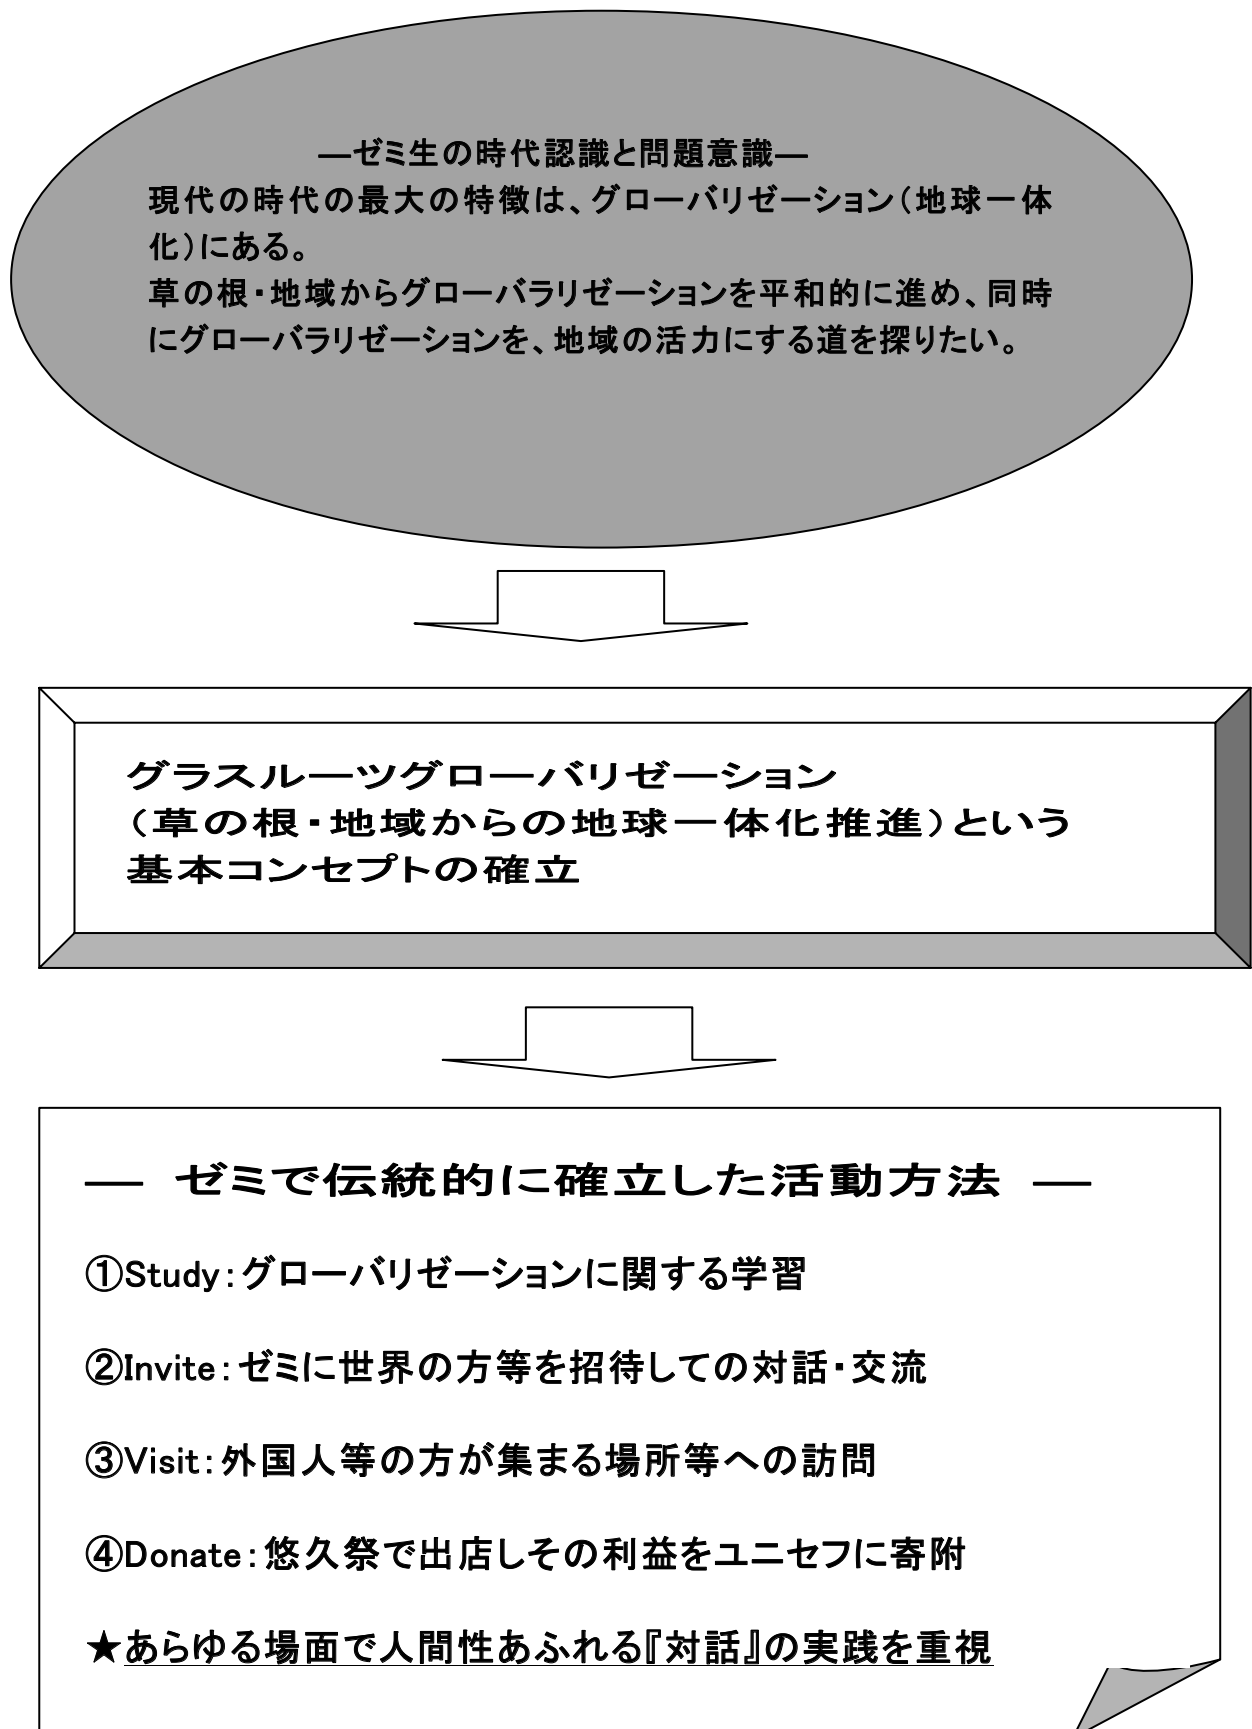 ―ゼミ生の時代認識と問題意識―
現代の時代の最大の特徴は、グローバリゼーション（地球一体
化）にある。
草の根・地域からグローバラリゼーションを平和的に進め、同時
にグローバラリゼーションを、地域の活力にする道を探りたい。
グラスルーツグローバリゼーション
（草の根・地域からの地球一体化推進）という
基本コンセプトの確立
― ゼミで伝統的に確立した活動方法 ―
①Study：グローバリゼーションに関する学習
②Invite：ゼミに世界の方等を招待しての対話・交流
③Visit：外国人等の方が集まる場所等への訪問
④Donate：悠久祭で出店しその利益をユニセフに寄附
★あらゆる場面で人間性あふれる『対話』の実践を重視